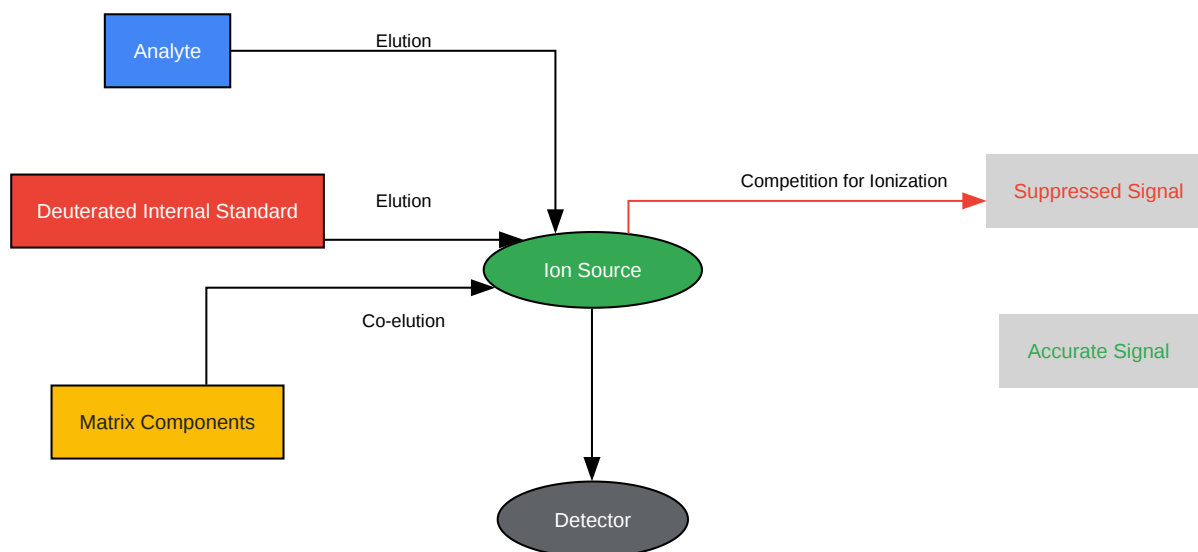 Analyte
Elution
Deuterated Internal Standard
Elution
Competition for Ionization
Suppressed Signal
Ion Source
Co-elution
Accurate Signal
Matrix Components
Detector